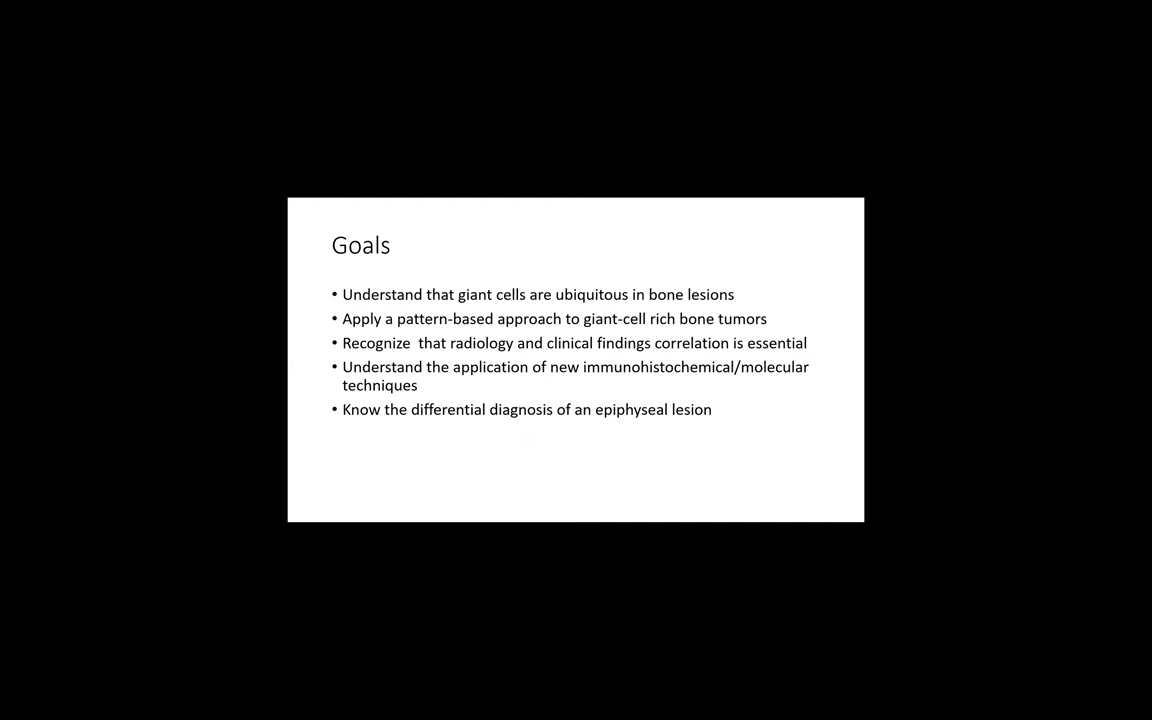 Goals
• Understand that giant cells are ubiquitous in bone lesions
• Apply a pattern-based approach to giant-cell rich bone tumors
• Recognize  that radiology and clinical findings correlation is essential
• Understand the application of new immunohistochemical/molecular
techniques
• Know the differential diagnosis of an epiphyseal lesion